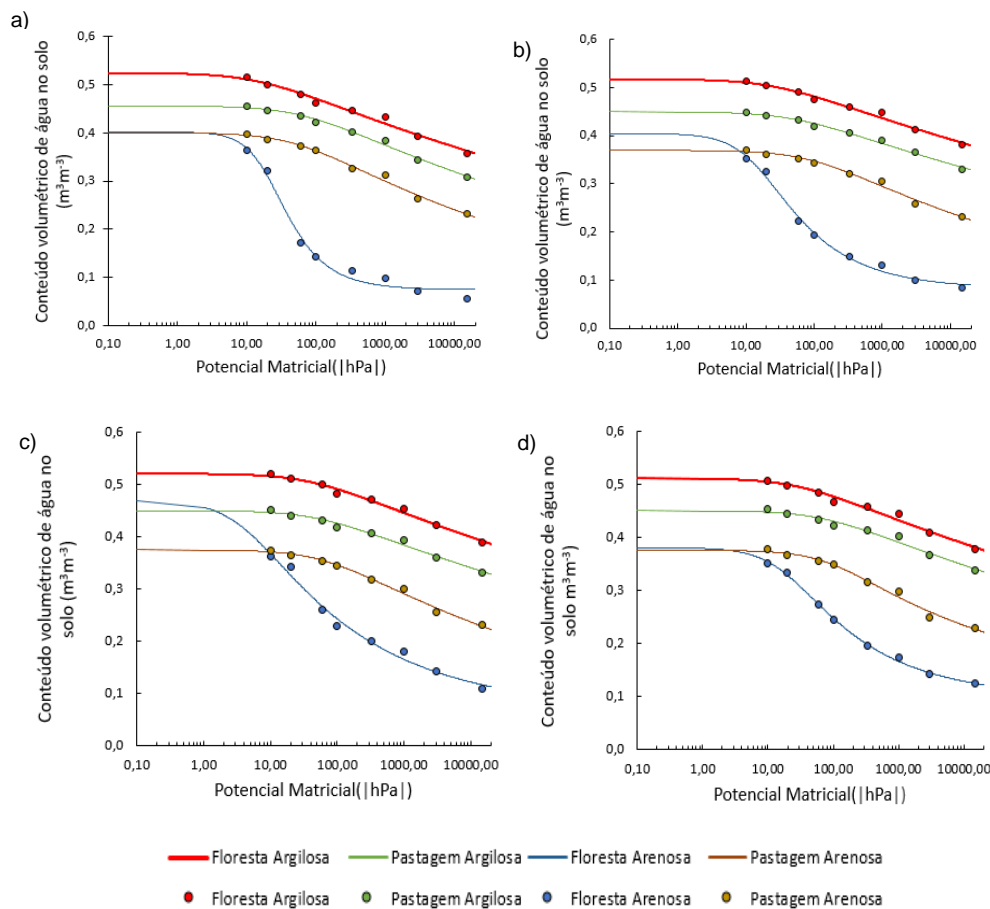 a)
Conteúdo volumétrico de água no solo
(m³m⁻³)
0,6
0,5
0,4
0,3
0,2
0,1
0,0
0,10
1,00
10,00
100,00
1000,00
10000,00
Potencial Matricial(|hPa|)
b)
Conteúdo volumétrico de água no solo
(m³m⁻³)
0,6
0,5
0,4
0,3
0,2
0,1
0,0
0,10
1,00
10,00
100,00
1000,00
10000,00
Potencial Matricial(|hPa|)
c)
Conteúdo volumétrico de água no
solo (m³m⁻³)
0,6
0,5
0,4
0,3
0,2
0,1
0,0
0,10
1,00
10,00
100,00
1000,00
10000,00
Potencial Matricial(|hPa|)
d)
Conteúdo volumétrico de água no
solo m³m⁻³)
0,6
0,5
0,4
0,3
0,2
0,1
0,0
0,10
1,00
10,00
100,00
1000,00
10000,00
Potencial Matricial(|hPa|)
Floresta Argilosa Pastagem Argilosa Floresta Arenosa Pastagem Arenosa
Floresta Argilosa Pastagem Argilosa Floresta Arenosa Pastagem Arenosa